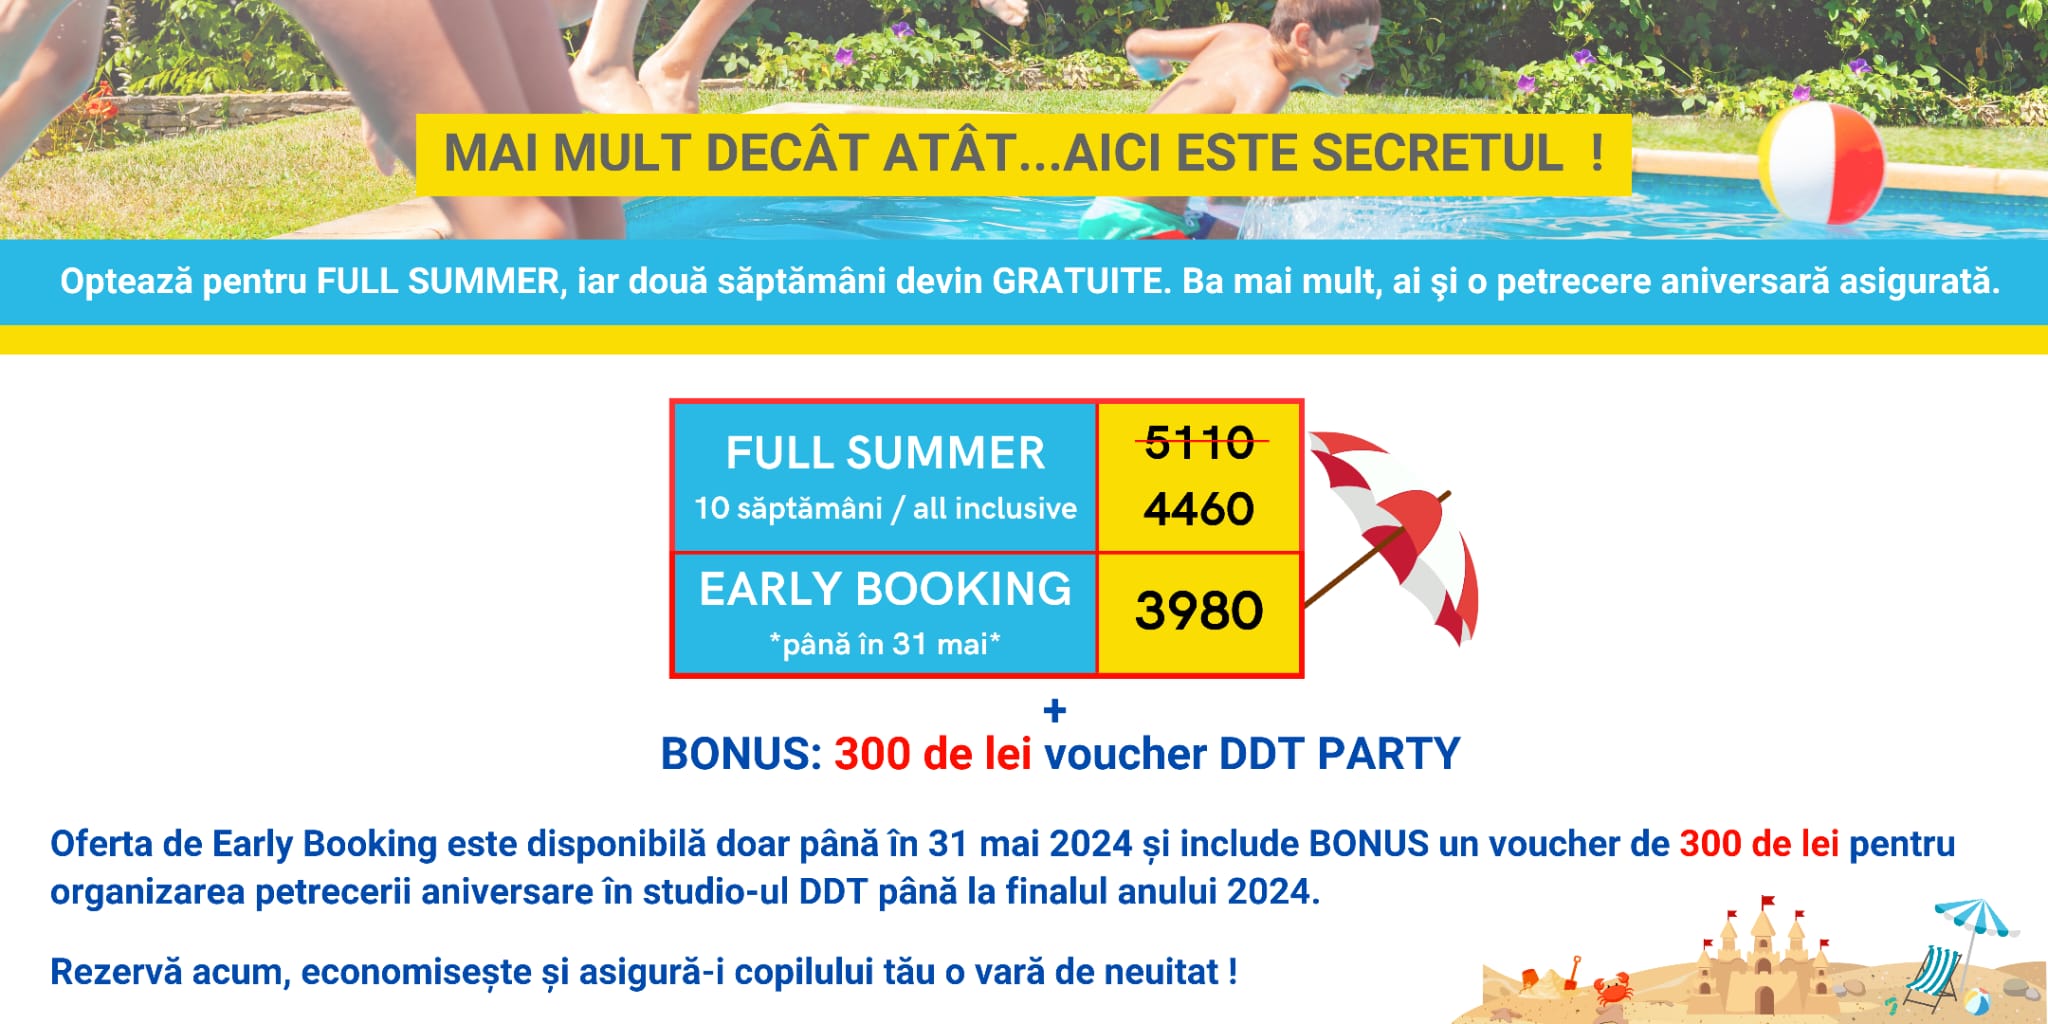 MAI MULT DECÂT ATÂT...AICI ESTE SECRETUL !
Optează pentru FULL SUMMER, iar două săptămâni devin GRATUITE. Ba mai mult, ai şi o petrecere aniversară asigurată.
FULL SUMMER
10 săptămâni / all inclusive
5110
4460
EARLY BOOKING
*până în 31 mai*
3980
+
BONUS: 300 de lei voucher DDT PARTY
Oferta de Early Booking este disponibilă doar până în 31 mai 2024 și include BONUS un voucher de 300 de lei pentru
organizarea petrecerii aniversare în studio-ul DDT până la finalul anului 2024.
Rezervă acum, economisește și asigură-i copilului tău o vară de neuitat !